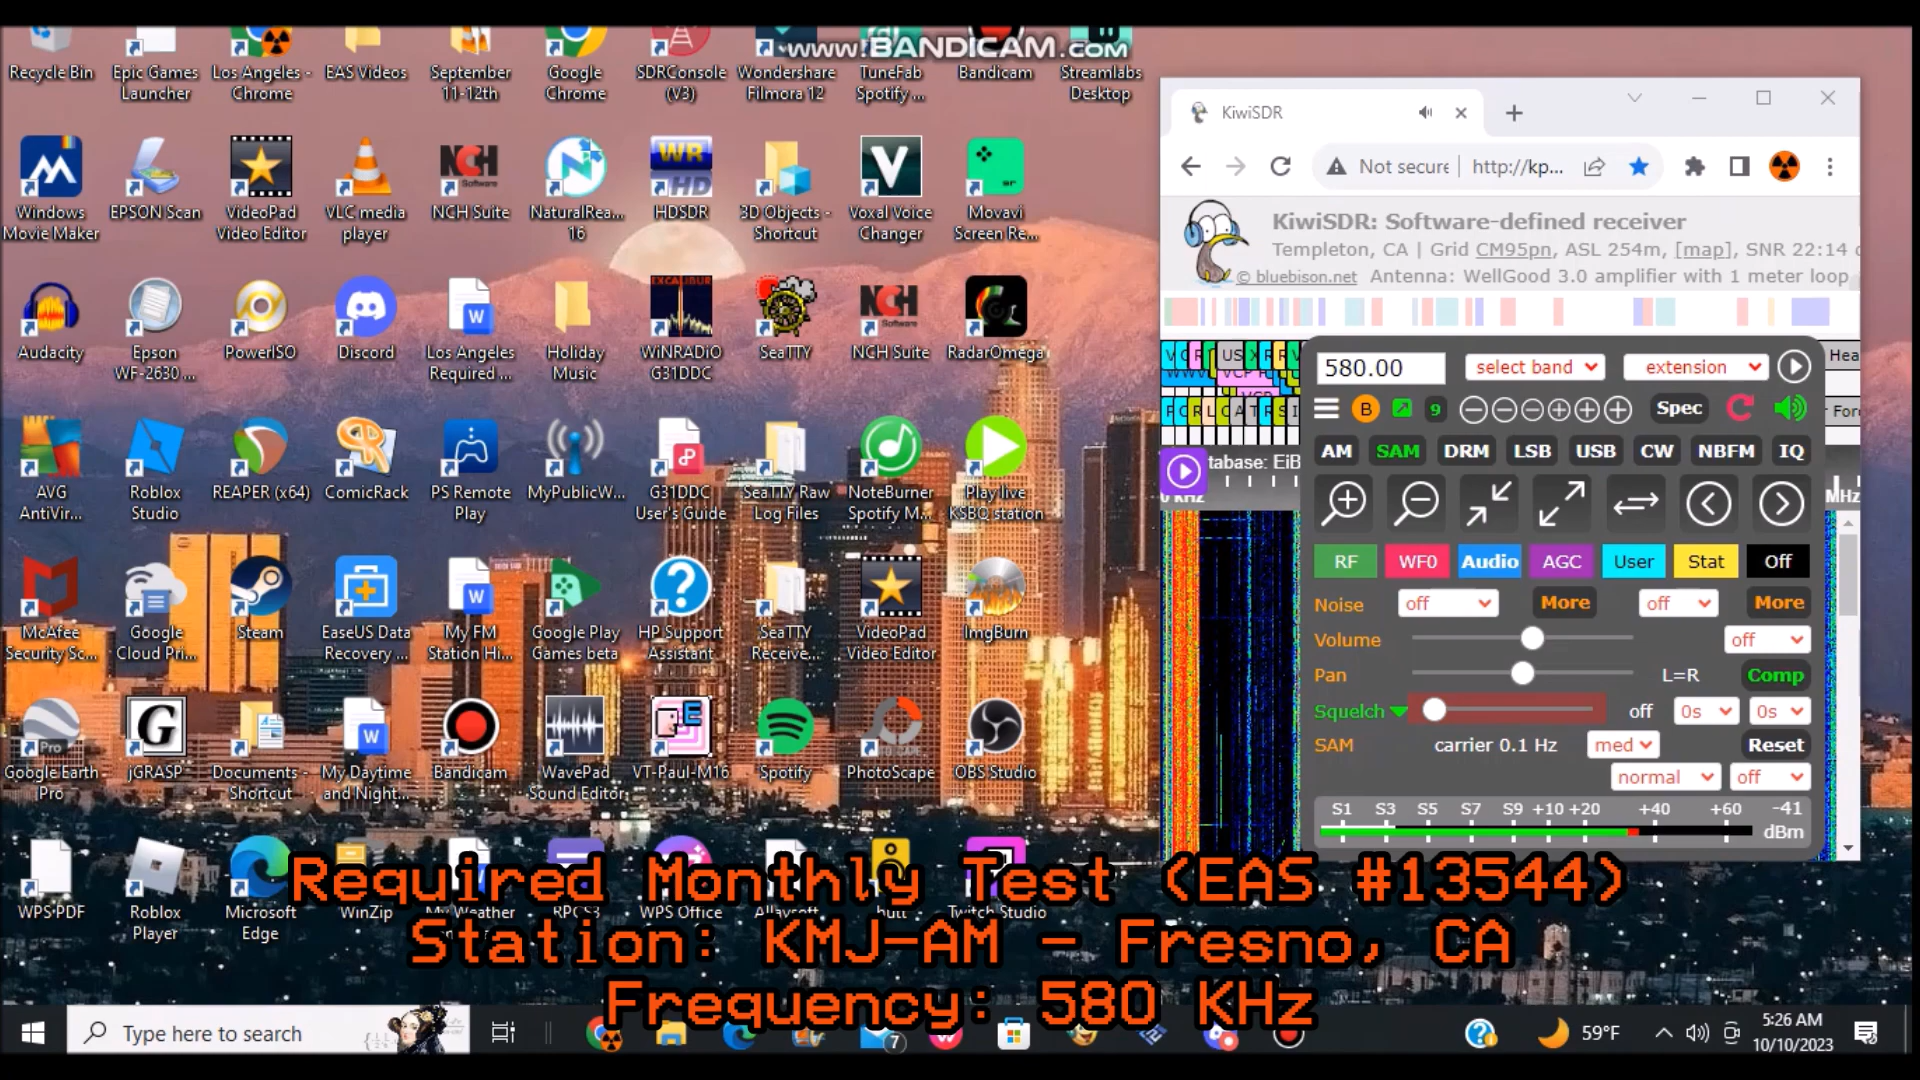 www.BANDICAM.com
Recycle Bin
Epic Games Launcher
Los Angeles - Chrome
EAS Videos
September 11-12th
Google Chrome
SDRConsole (V3)
Wondershare Filmora 12
TuneFab Spotify ...
Bandicam
Streamlabs Desktop
Windows Movie Maker
EPSON Scan
VideoPad Video Editor
VLC media player
NCH Suite
NaturalRea... 16
HDSDR
3D Objects - Shortcut
Voxal Voice Changer
Movavi Screen Re...
Audacity
Epson WF-2630 ...
PowerISO
Discord
Los Angeles Required ...
Holiday Music
WiNRADiO G31DDC
SeaTTY
NCH Suite
RadarOmega
AVG AntiVir...
Roblox Studio
REAPER (x64)
ComicRack
PS Remote Play
MyPublicW...
G31DDC User's Guide
SeaTTY Raw Log Files
NoteBurner Spotify M...
Play live KSBQ station
McAfee Security Sc...
Google Cloud Pri...
Steam
EaseUS Data Recovery ...
My FM Station Hi...
Google Play Games beta
HP Support Assistant
SeaTTY Receive...
VideoPad Video Editor
ImgBurn
Google Earth Pro
jGRASP
Documents - Shortcut
My Daytime and Night...
Bandicam
WavePad Sound Editor
VT-Paul-M16
Spotify
PhotoScape
OBS Studio
WPS PDF
Roblox Player
Microsoft Edge
WinZip
My Weather
RPCS3
WPS Office
Allavsoft
butt
Twitch Studio
KiwiSDR
Not secure
http://kp...
KiwiSDR: Software-defined receiver
Templeton, CA | Grid CM95pn, ASL 254m, [map], SNR 22:14
© bluebison.net Antenna: WellGood 3.0 amplifier with 1 meter loop
580.00 select band extension
B 9 Spec
AM SAM DRM LSB USB CW NBFM IQ
tabase: EiB
0 kHz
MHz
RF WF0 Audio AGC User Stat Off
Noise off More off More
Volume off
Pan L=R Comp
Squelch off 0s 0s
SAM carrier 0.1 Hz med Reset
normal off
S1 S3 S5 S7 S9 +10 +20 +40 +60 -41
dBm
Required Monthly Test (EAS #13544)
Station: KMJ-AM - Fresno, CA
Frequency: 580 KHz
Type here to search
7
59°F
5:26 AM
10/10/2023